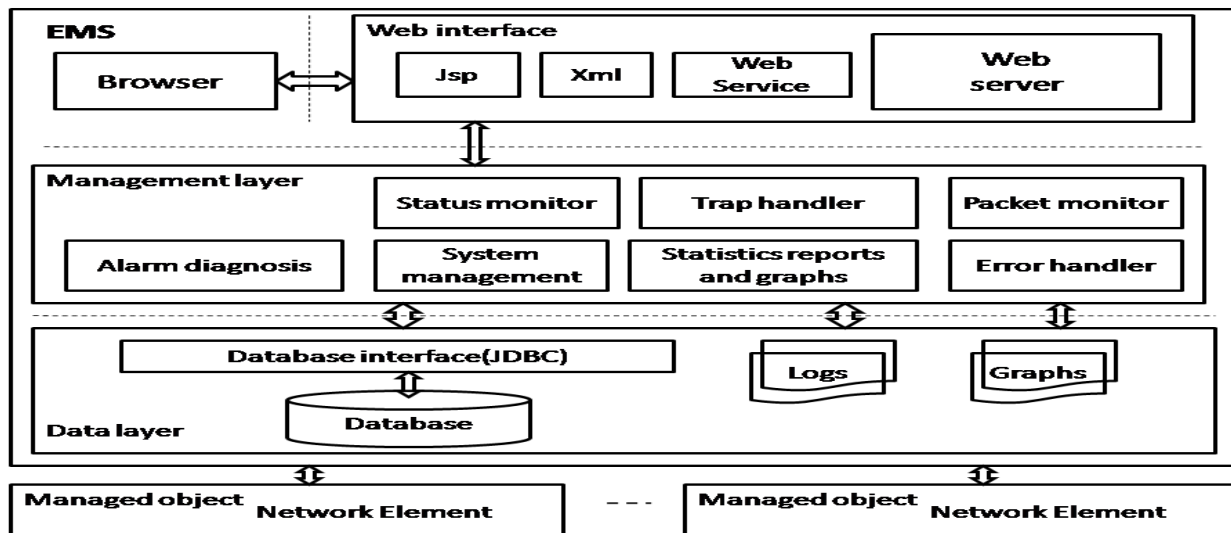 EMS
Browser
Web interface
Jsp
Xml
Web
Service
Web
server
Management layer
Status monitor
Trap handler
Packet monitor
Alarm diagnosis
System
management
Statistics reports
and graphs
Error handler
Database interface(JDBC)
Logs
Graphs
Database
Data layer
Managed object
Network Element
Managed object
Network Element